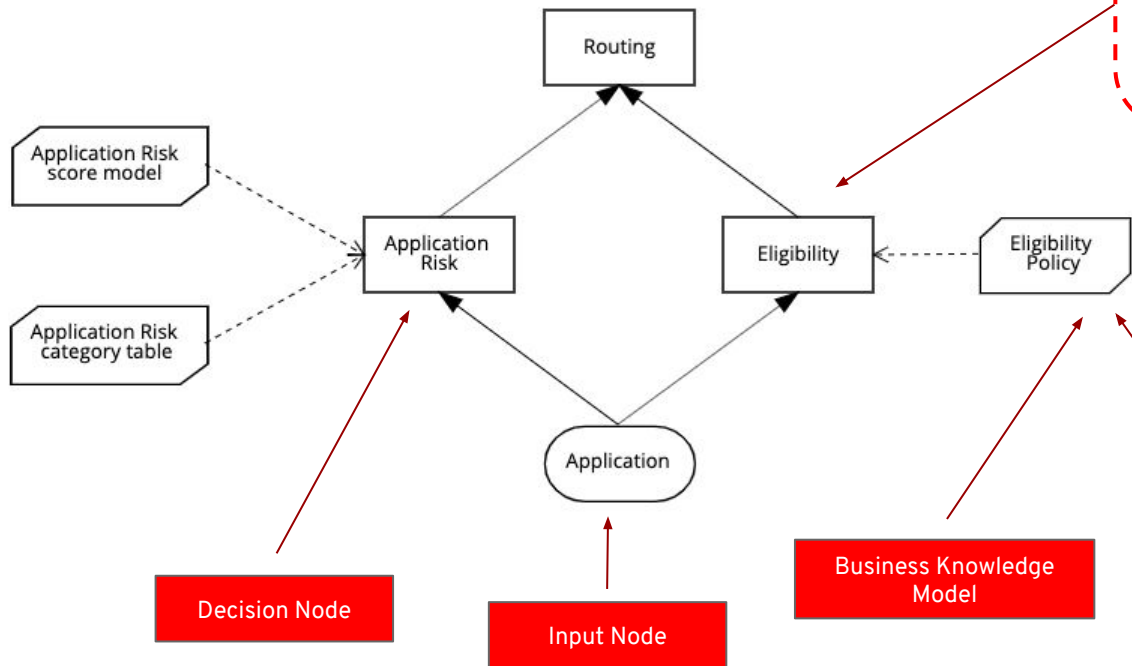 Routing
Application Risk
score model
Application
Risk
Eligibility
Eligibility
Policy
Application Risk
category table
Application
Decision Node
Input Node
Business Knowledge
Model